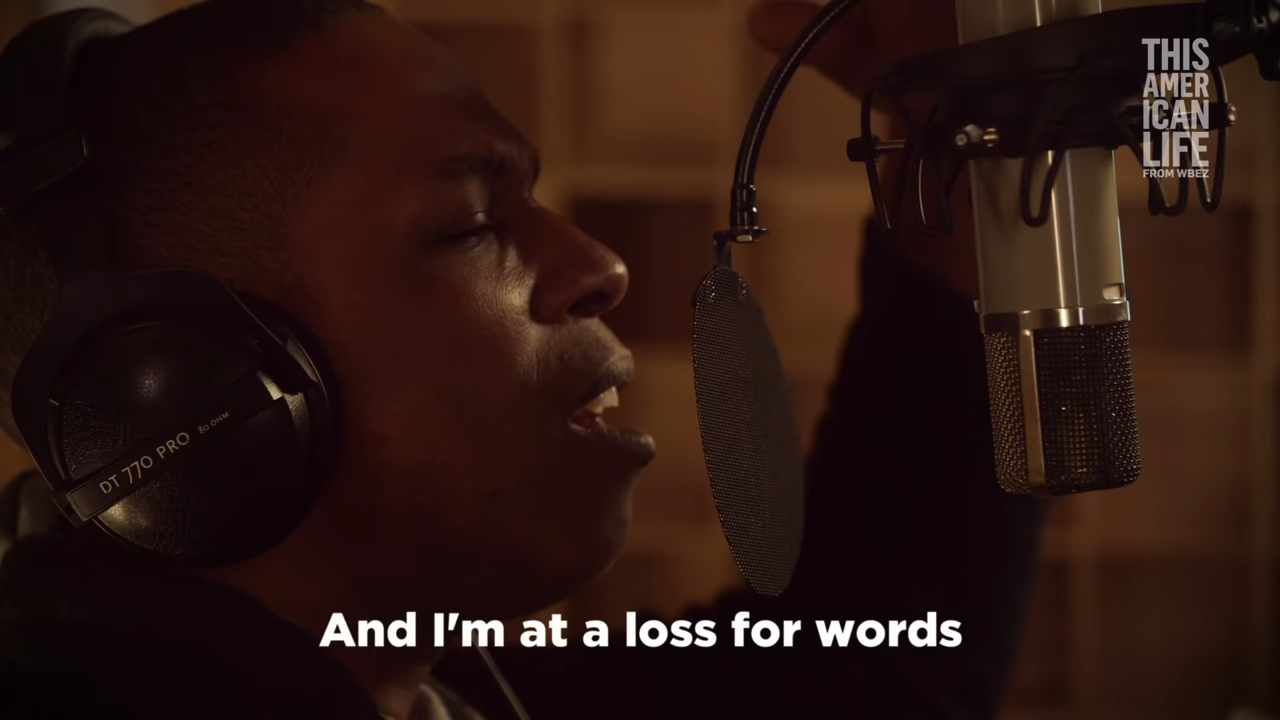 THIS
AMER
ICAN
LIFE
FROM WBEZ
DT 770 PRO 80 OHM
And I'm at a loss for words